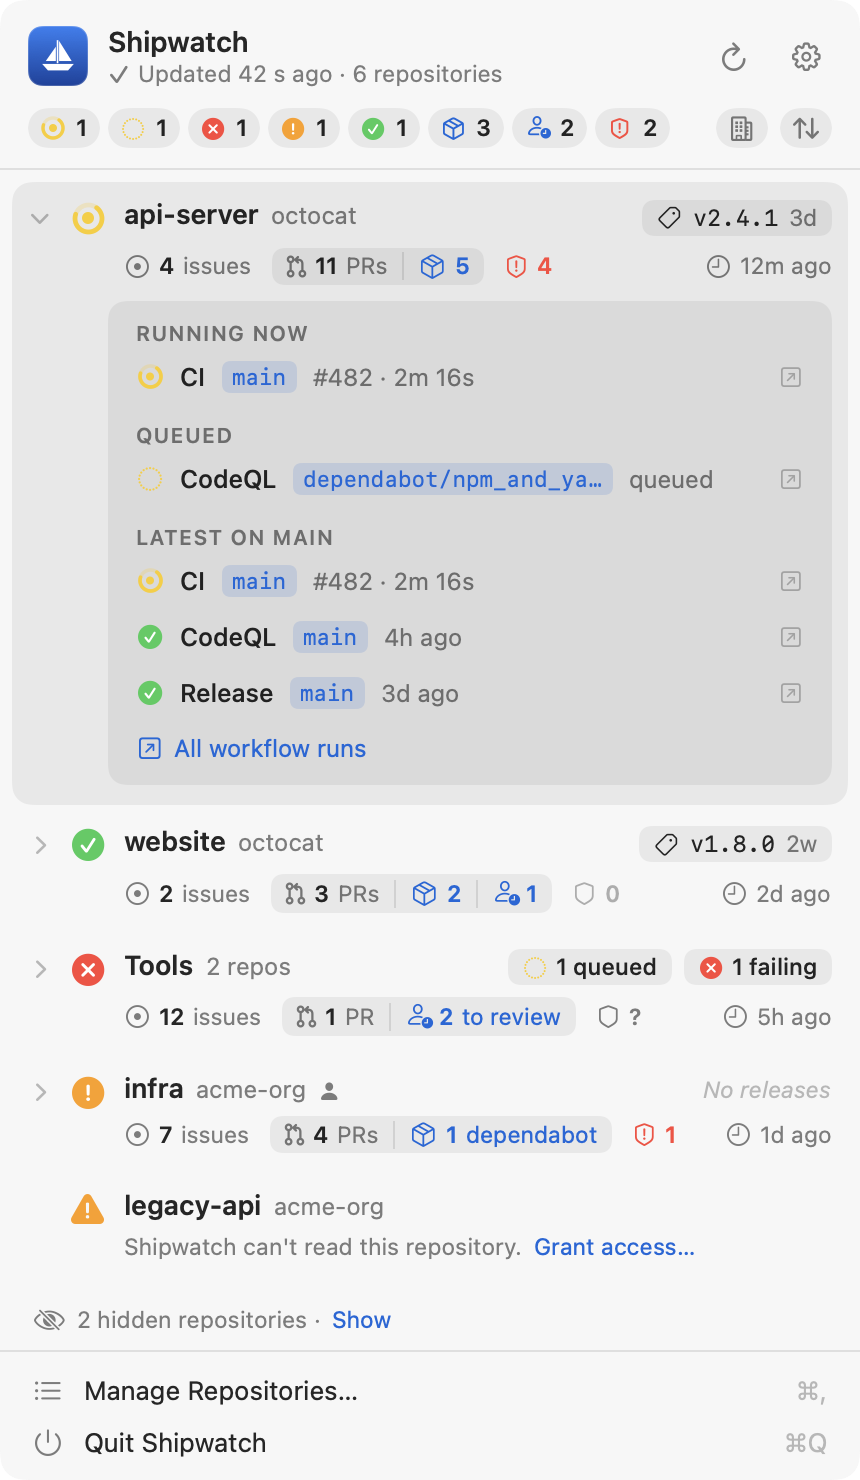 Shipwatch
Updated 42 s ago · 6 repositories
1 1 1 1 1 3 2 2
api-server octocat v2.4.1 3d
4 issues 11 PRs 5 4 12m ago
RUNNING NOW
CI main #482 · 2m 16s
QUEUED
CodeQL dependabot/npm_and_ya… queued
LATEST ON MAIN
CI main #482 · 2m 16s
CodeQL main 4h ago
Release main 3d ago
All workflow runs
website octocat v1.8.0 2w
2 issues 3 PRs 2 1 0 2d ago
Tools 2 repos 1 queued 1 failing
12 issues 1 PR 2 to review ? 5h ago
infra acme-org No releases
7 issues 4 PRs 1 dependabot 1 1d ago
legacy-api acme-org
Shipwatch can't read this repository. Grant access…
2 hidden repositories · Show
Manage Repositories… ⌘,
Quit Shipwatch ⌘Q